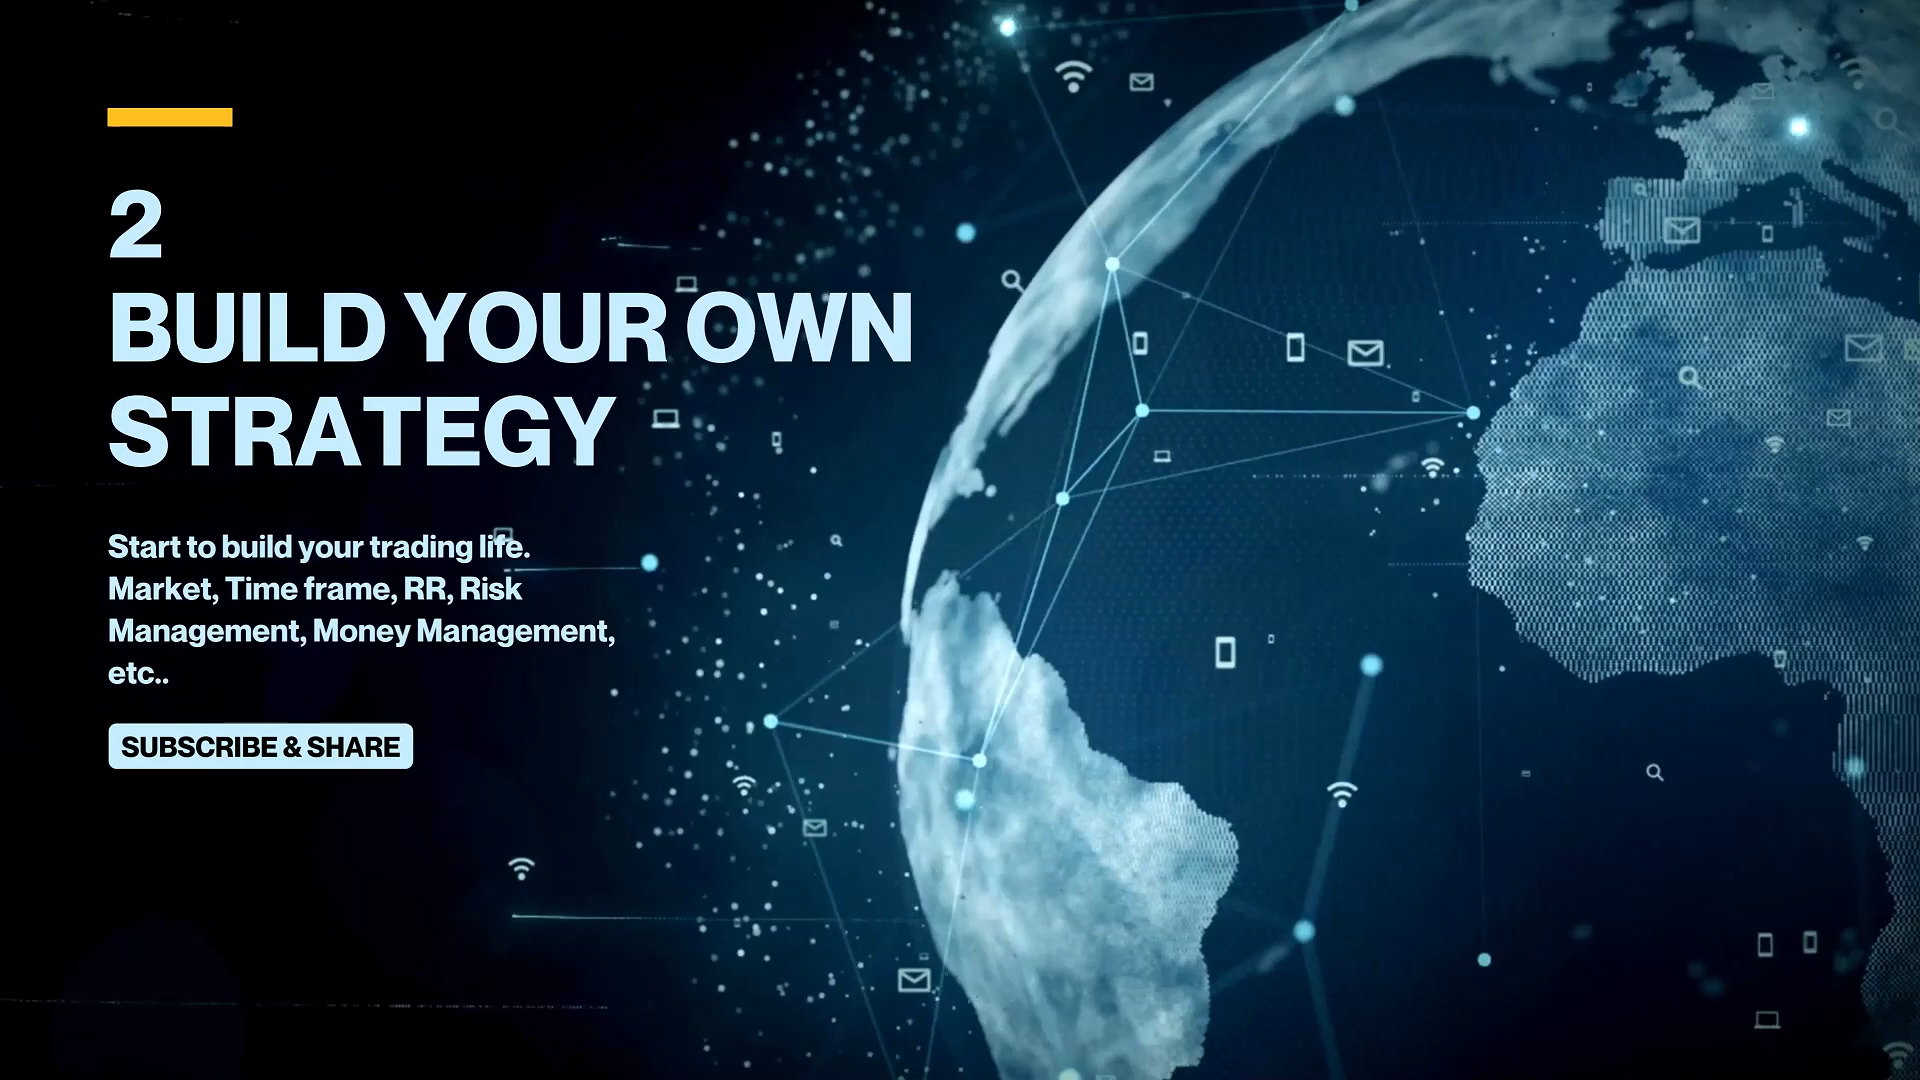 2
BUILD YOUR OWN
STRATEGY
Start to build your trading life.
Market, Time frame, RR, Risk
Management, Money Management,
etc..
SUBSCRIBE & SHARE